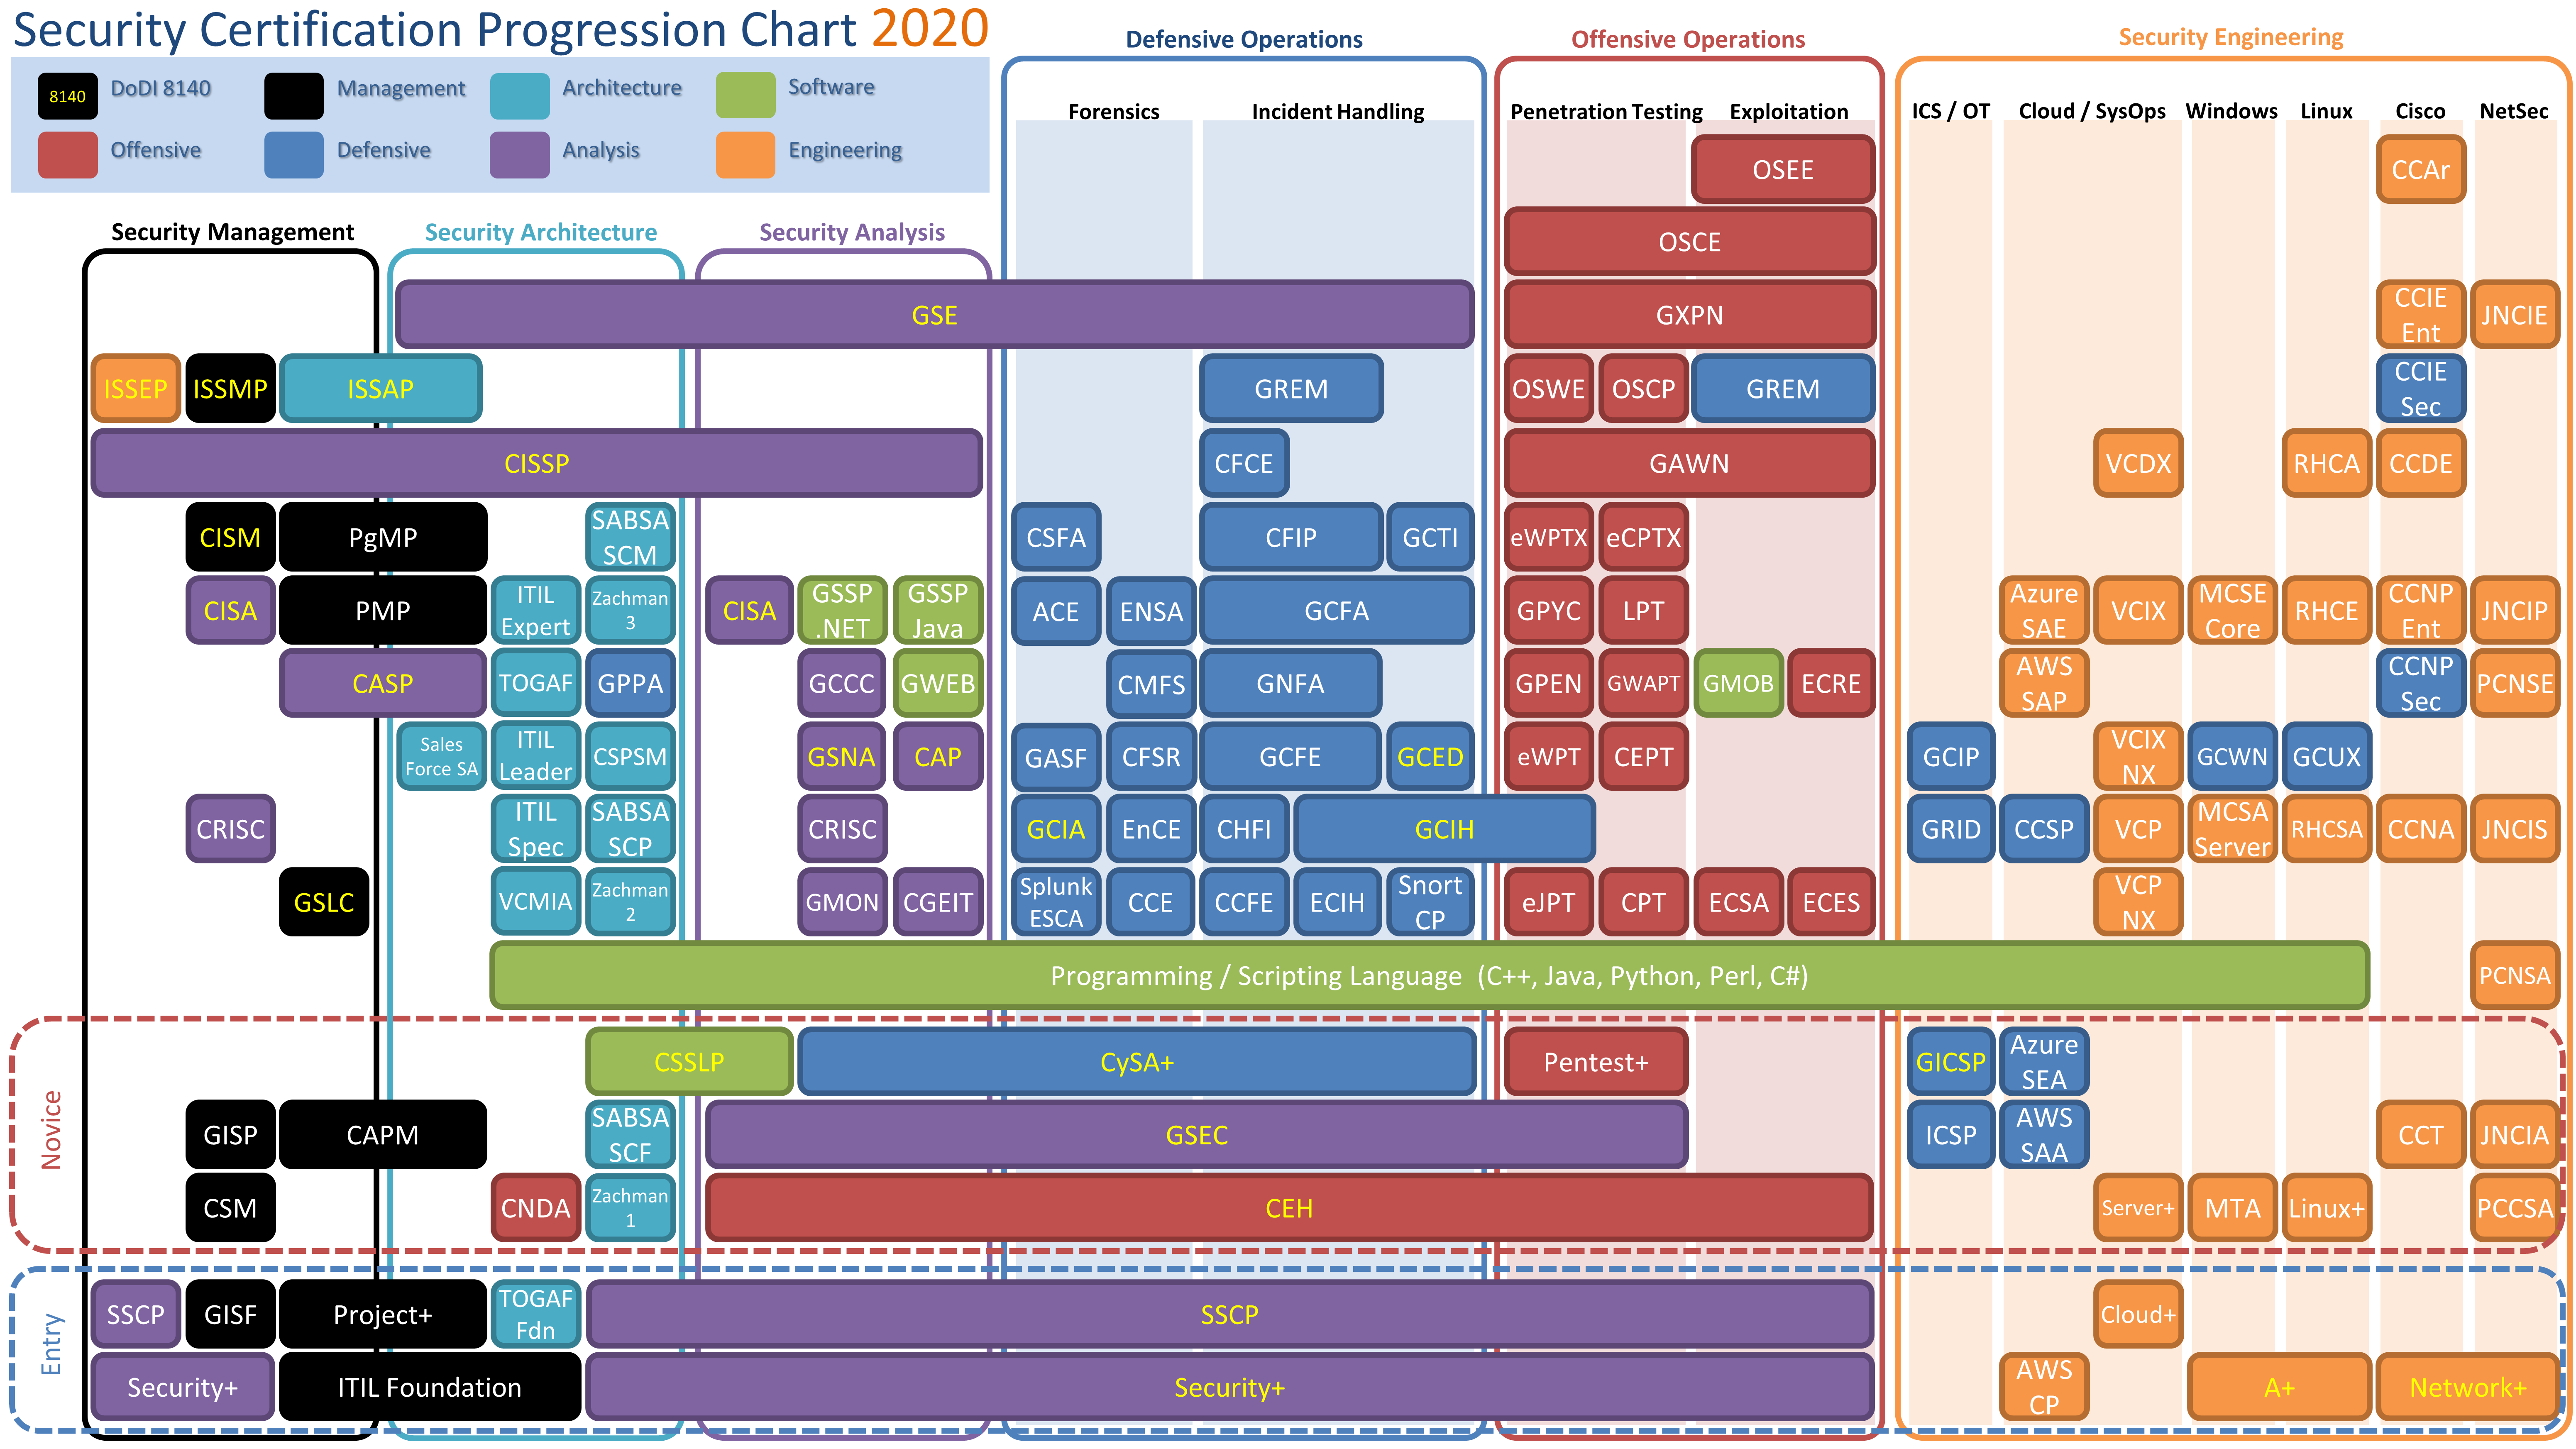 Security Certification Progression Chart 2020
8140 DoDI 8140 Management Architecture Software
Offensive Defensive Analysis Engineering
Defensive Operations Offensive Operations Security Engineering
Forensics Incident Handling Penetration Testing Exploitation ICS / OT Cloud / SysOps Windows Linux Cisco NetSec
OSEE CCAr
Security Management Security Architecture Security Analysis
OSCE
GSE GXPN CCIE Ent JNCIE
ISSEP ISSMP ISSAP GREM OSWE OSCP GREM CCIE Sec
CISSP CFCE GAWN VCDX RHCA CCDE
CISM PgMP SABSA SCM CSFA CFIP GCTI eWPTX eCPTX
CISA PMP ITIL Expert Zachman 3 CISA GSSP .NET GSSP Java ACE ENSA GCFA GPYC LPT Azure SAE VCIX MCSE Core RHCE CCNP Ent JNCIP
CASP TOGAF GPPA GCCC GWEB CMFS GNFA GPEN GWAPT GMOB ECRE AWS SAP CCNP Sec PCNSE
Sales Force SA ITIL Leader CSPSM GSNA CAP GASF CFSR GCFE GCED eWPT CEPT GCIP VCIX NX GCWN GCUX
CRISC ITIL Spec SABSA SCP CRISC GCIA EnCE CHFI GCIH GRID CCSP VCP MCSA Server RHCSA CCNA JNCIS
GSLC VCMIA Zachman 2 GMON CGEIT Splunk ESCA CCE CCFE ECIH Snort CP eJPT CPT ECSA ECES VCP NX
Programming / Scripting Language (C++, Java, Python, Perl, C#) PCNSA
Novice
CSSLP CySA+ Pentest+ GICSP Azure SEA
GISP CAPM SABSA SCF GSEC ICSP AWS SAA CCT JNCIA
CSM CNDA Zachman 1 CEH Server+ MTA Linux+ PCCSA
Entry
SSCP GISF Project+ TOGAF Fdn SSCP Cloud+
Security+ ITIL Foundation Security+ AWS CP A+ Network+